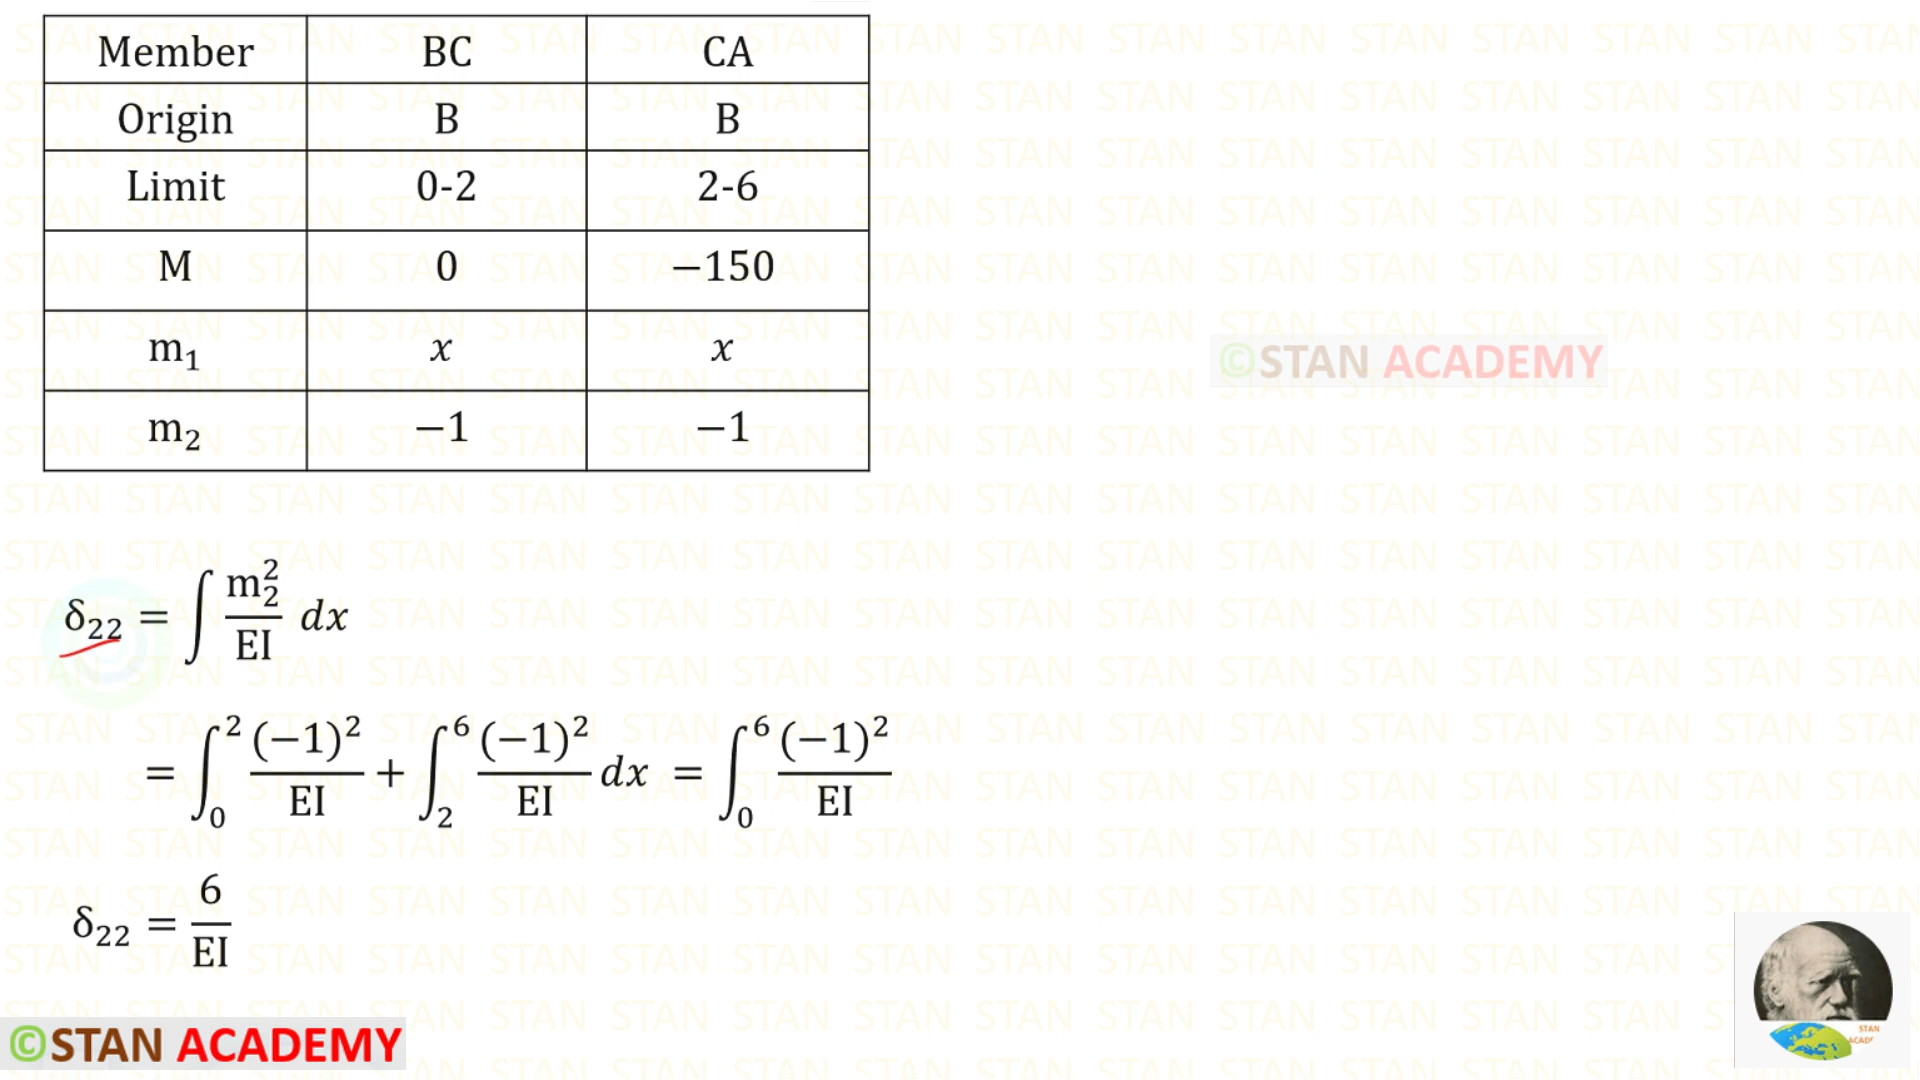 Member BC CA
Origin B B
Limit 0-2 2-6
M 0 −150
m₁ x x
m₂ −1 −1
©STAN ACADEMY
δ₂₂ = ∫ m₂²/EI dx
= ∫₀² (−1)²/EI + ∫₂⁶ (−1)²/EI dx = ∫₀⁶ (−1)²/EI
δ₂₂ = 6/EI
©STAN ACADEMY
STAN